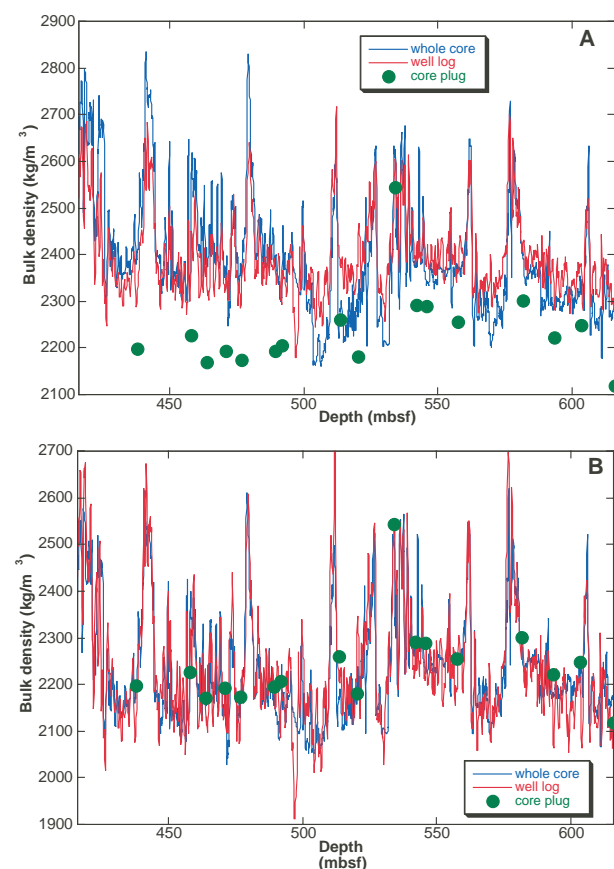 2900
2800
2700
2600
2500
2400
2300
2200
2100
Bulk density (kg/m 3)
A
whole core
well log
core plug
450
500
550
600
Depth (mbsf)
2700
2600
2500
2400
2300
2200
2100
2000
1900
Bulk density (kg/m 3)
B
whole core
well log
core plug
450
500
550
600
Depth
(mbsf)